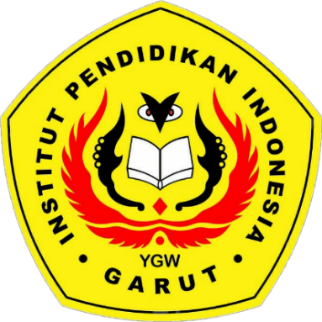 INSTITUT PENDIDIKAN INDONESIA
YGW
• GARUT •